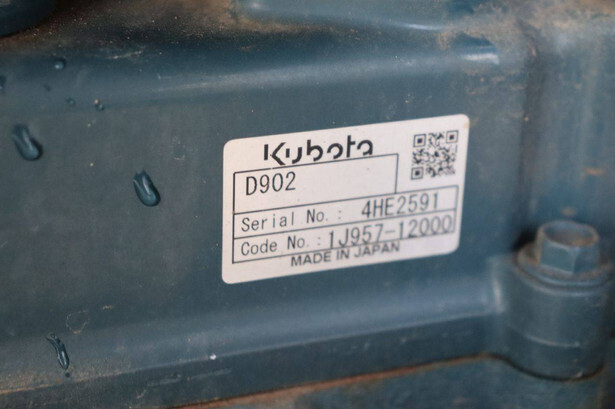 Kubota
D902
Serial No.: 4HE2591
Code No.: 1J957-12000
MADE IN JAPAN